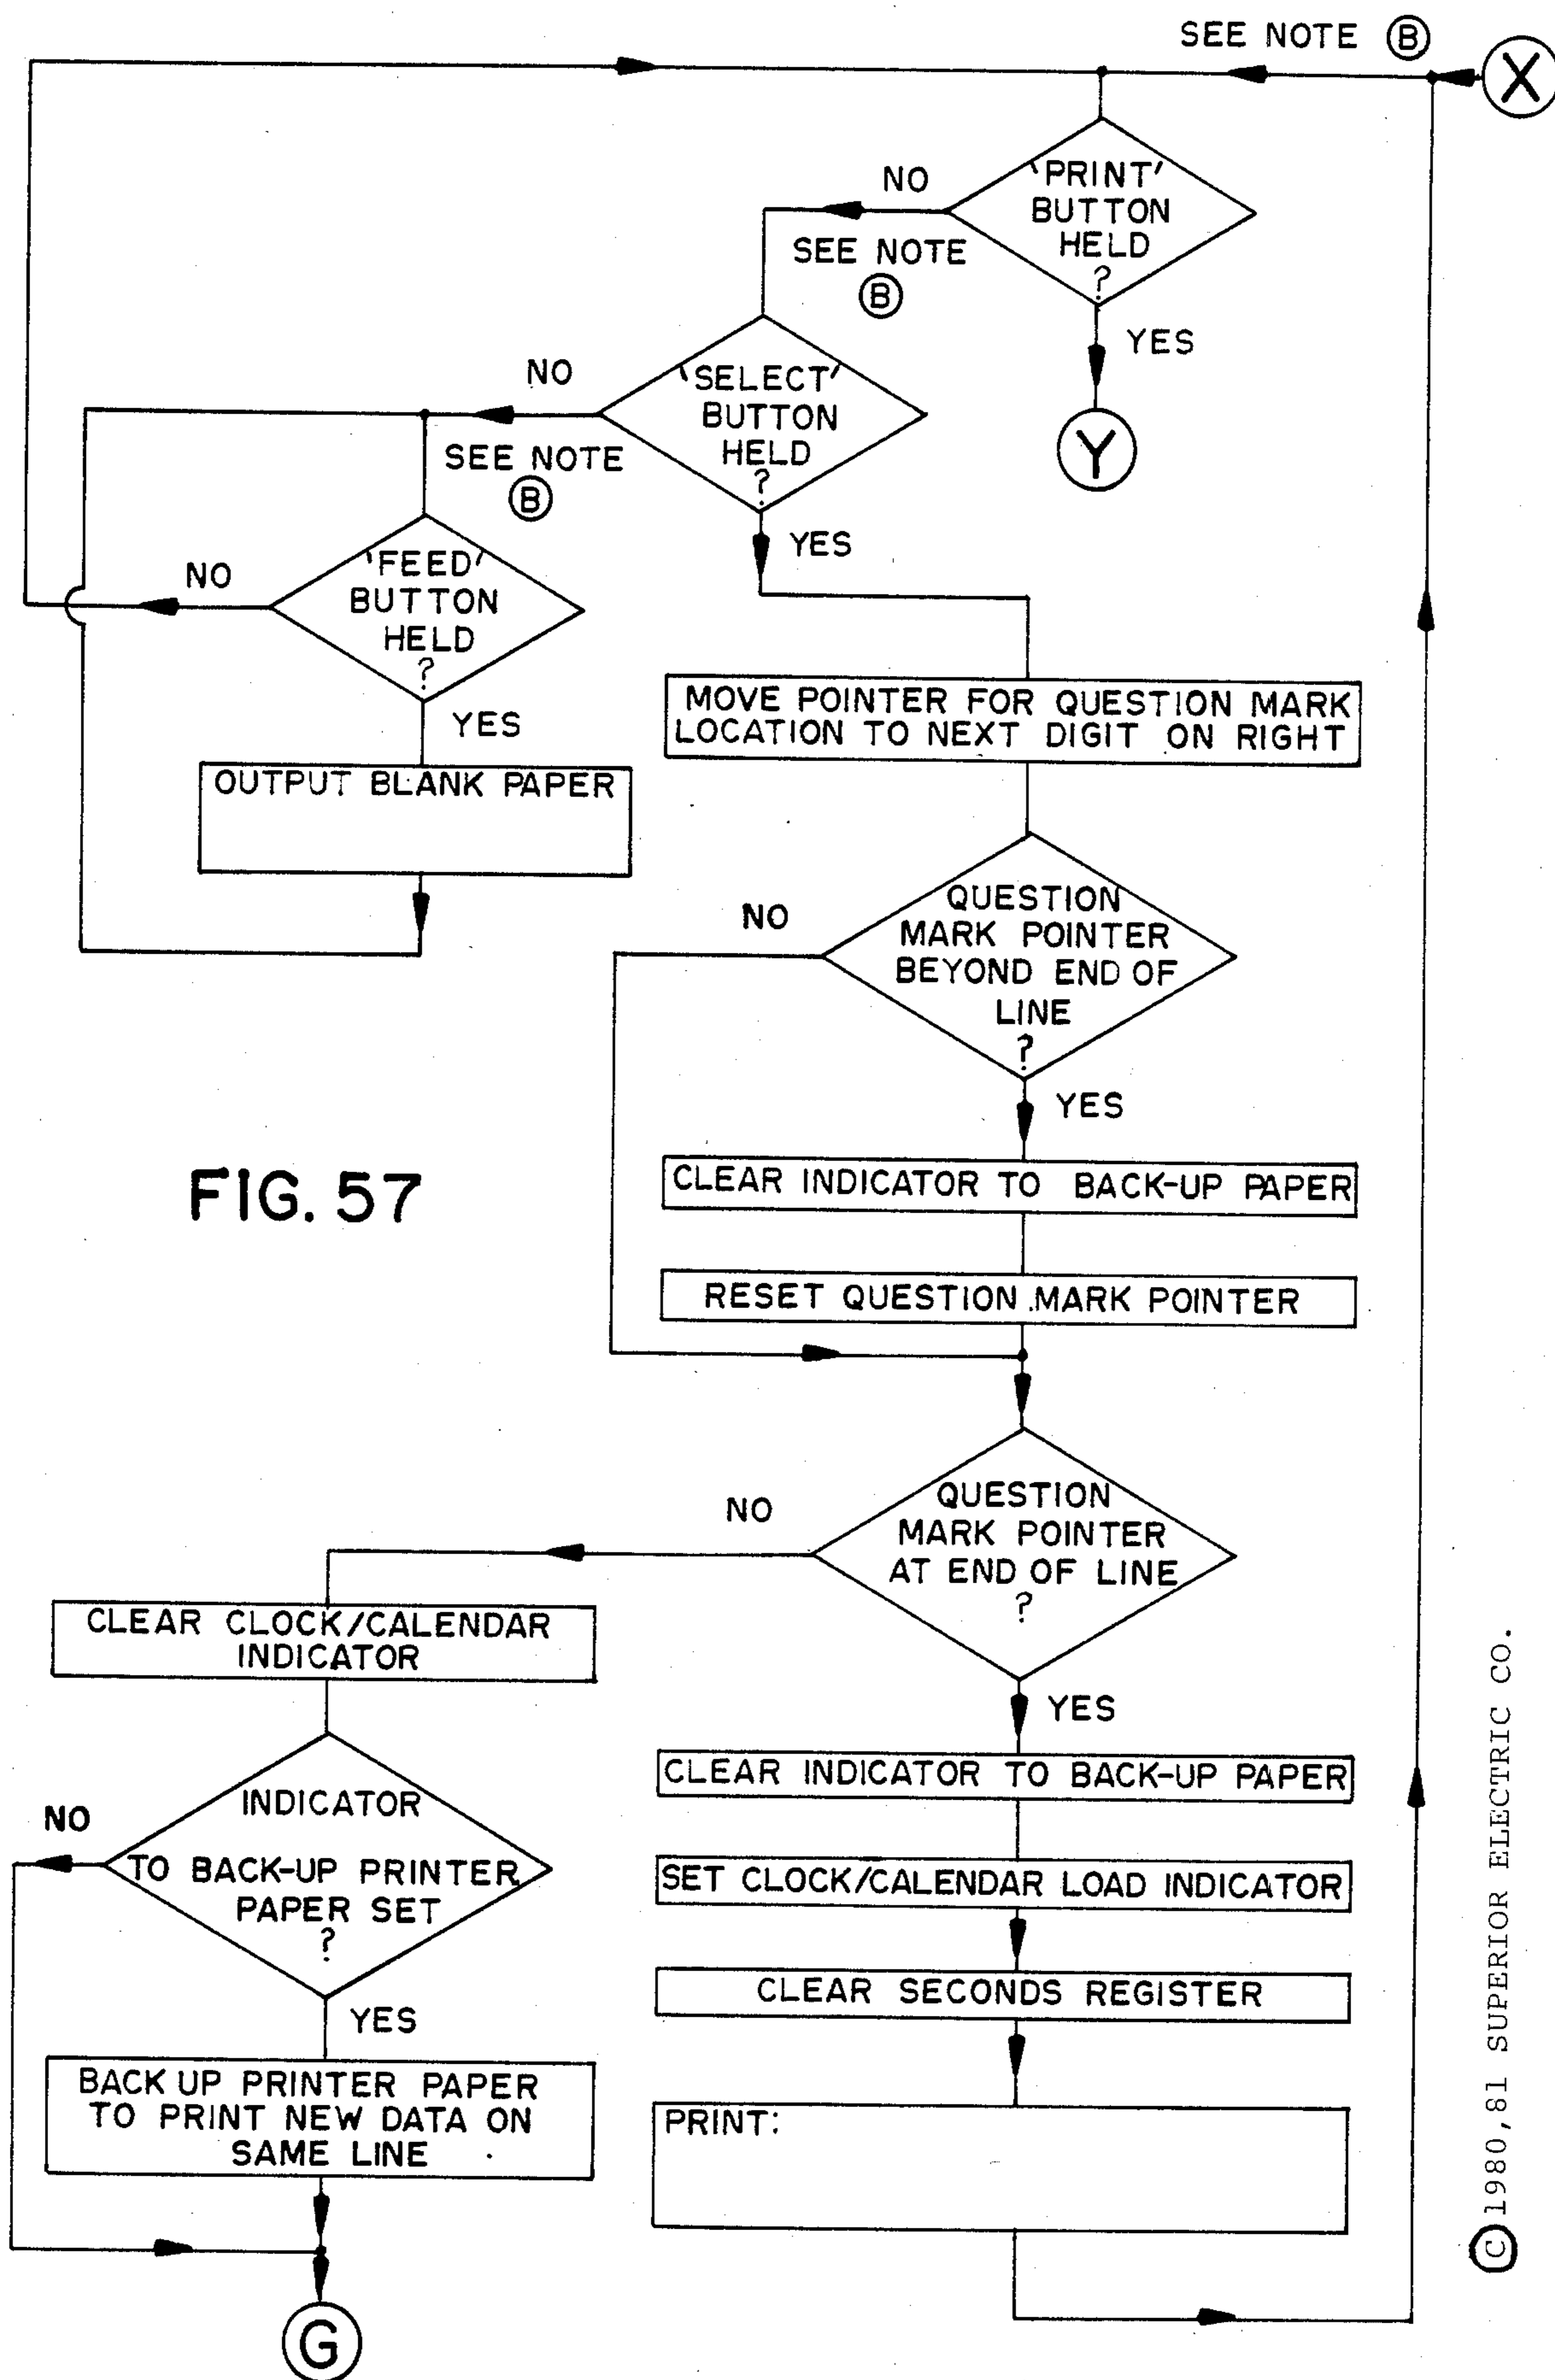 SEE NOTE Ⓑ
X
'PRINT'
BUTTON
HELD
?
NO
SEE NOTE
Ⓑ
YES
Y
'SELECT'
BUTTON
HELD
?
NO
SEE NOTE
Ⓑ
YES
'FEED'
BUTTON
HELD
?
NO
YES
OUTPUT BLANK PAPER
MOVE POINTER FOR QUESTION MARK
LOCATION TO NEXT DIGIT ON RIGHT
QUESTION
MARK POINTER
BEYOND END OF
LINE
?
NO
YES
CLEAR INDICATOR TO BACK-UP PAPER
RESET QUESTION MARK POINTER
FIG. 57
QUESTION
MARK POINTER
AT END OF LINE
?
NO
YES
CLEAR CLOCK/CALENDAR
INDICATOR
INDICATOR
TO BACK-UP PRINTER
PAPER SET
?
NO
YES
BACK UP PRINTER PAPER
TO PRINT NEW DATA ON
SAME LINE
G
CLEAR INDICATOR TO BACK-UP PAPER
SET CLOCK/CALENDAR LOAD INDICATOR
CLEAR SECONDS REGISTER
PRINT:
© 1980,81 SUPERIOR ELECTRIC CO.